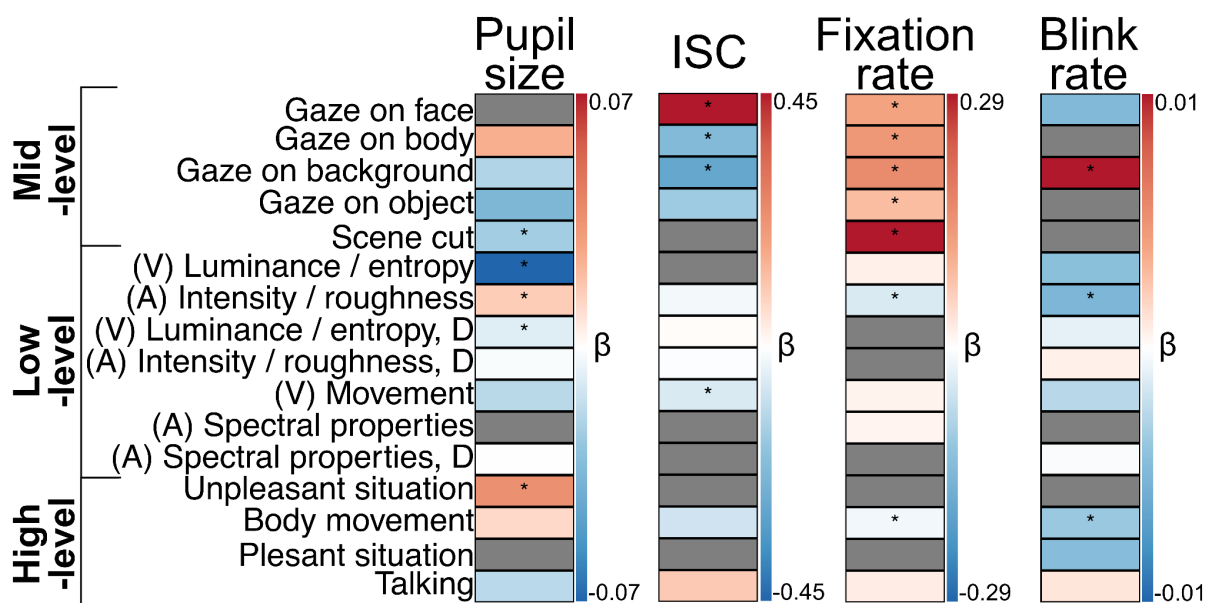 Pupil size
ISC
Fixation rate
Blink rate
Mid -level
Gaze on face
*
*
0.07
0.45
0.29
0.01
Gaze on body
*
*
Gaze on background
*
*
*
Gaze on object
*
Scene cut
*
*
Low -level
(V) Luminance / entropy
*
(A) Intensity / roughness
*
*
*
(V) Luminance / entropy, D
*
(A) Intensity / roughness, D
β
β
β
β
(V) Movement
*
(A) Spectral properties
(A) Spectral properties, D
High -level
Unpleasant situation
*
Body movement
*
*
Plesant situation
Talking
-0.07
-0.45
-0.29
-0.01